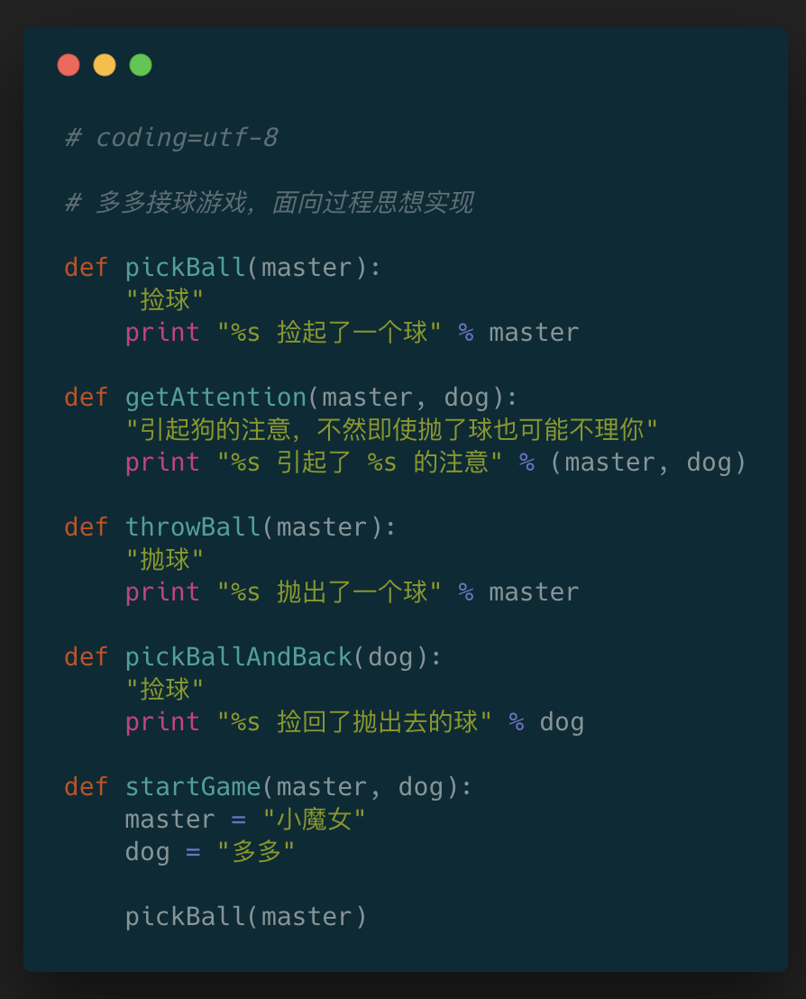 # coding=utf-8
# 多多接球游戏，面向过程思想实现
def pickBall(master):
    "捡球"
    print "%s 捡起了一个球" % master
def getAttention(master, dog):
    "引起狗的注意，不然即使抛了球也可能不理你"
    print "%s 引起了 %s 的注意" % (master, dog)
def throwBall(master):
    "抛球"
    print "%s 抛出了一个球" % master
def pickBallAndBack(dog):
    "捡球"
    print "%s 捡回了抛出去的球" % dog
def startGame(master, dog):
    master = "小魔女"
    dog = "多多"
    pickBall(master)